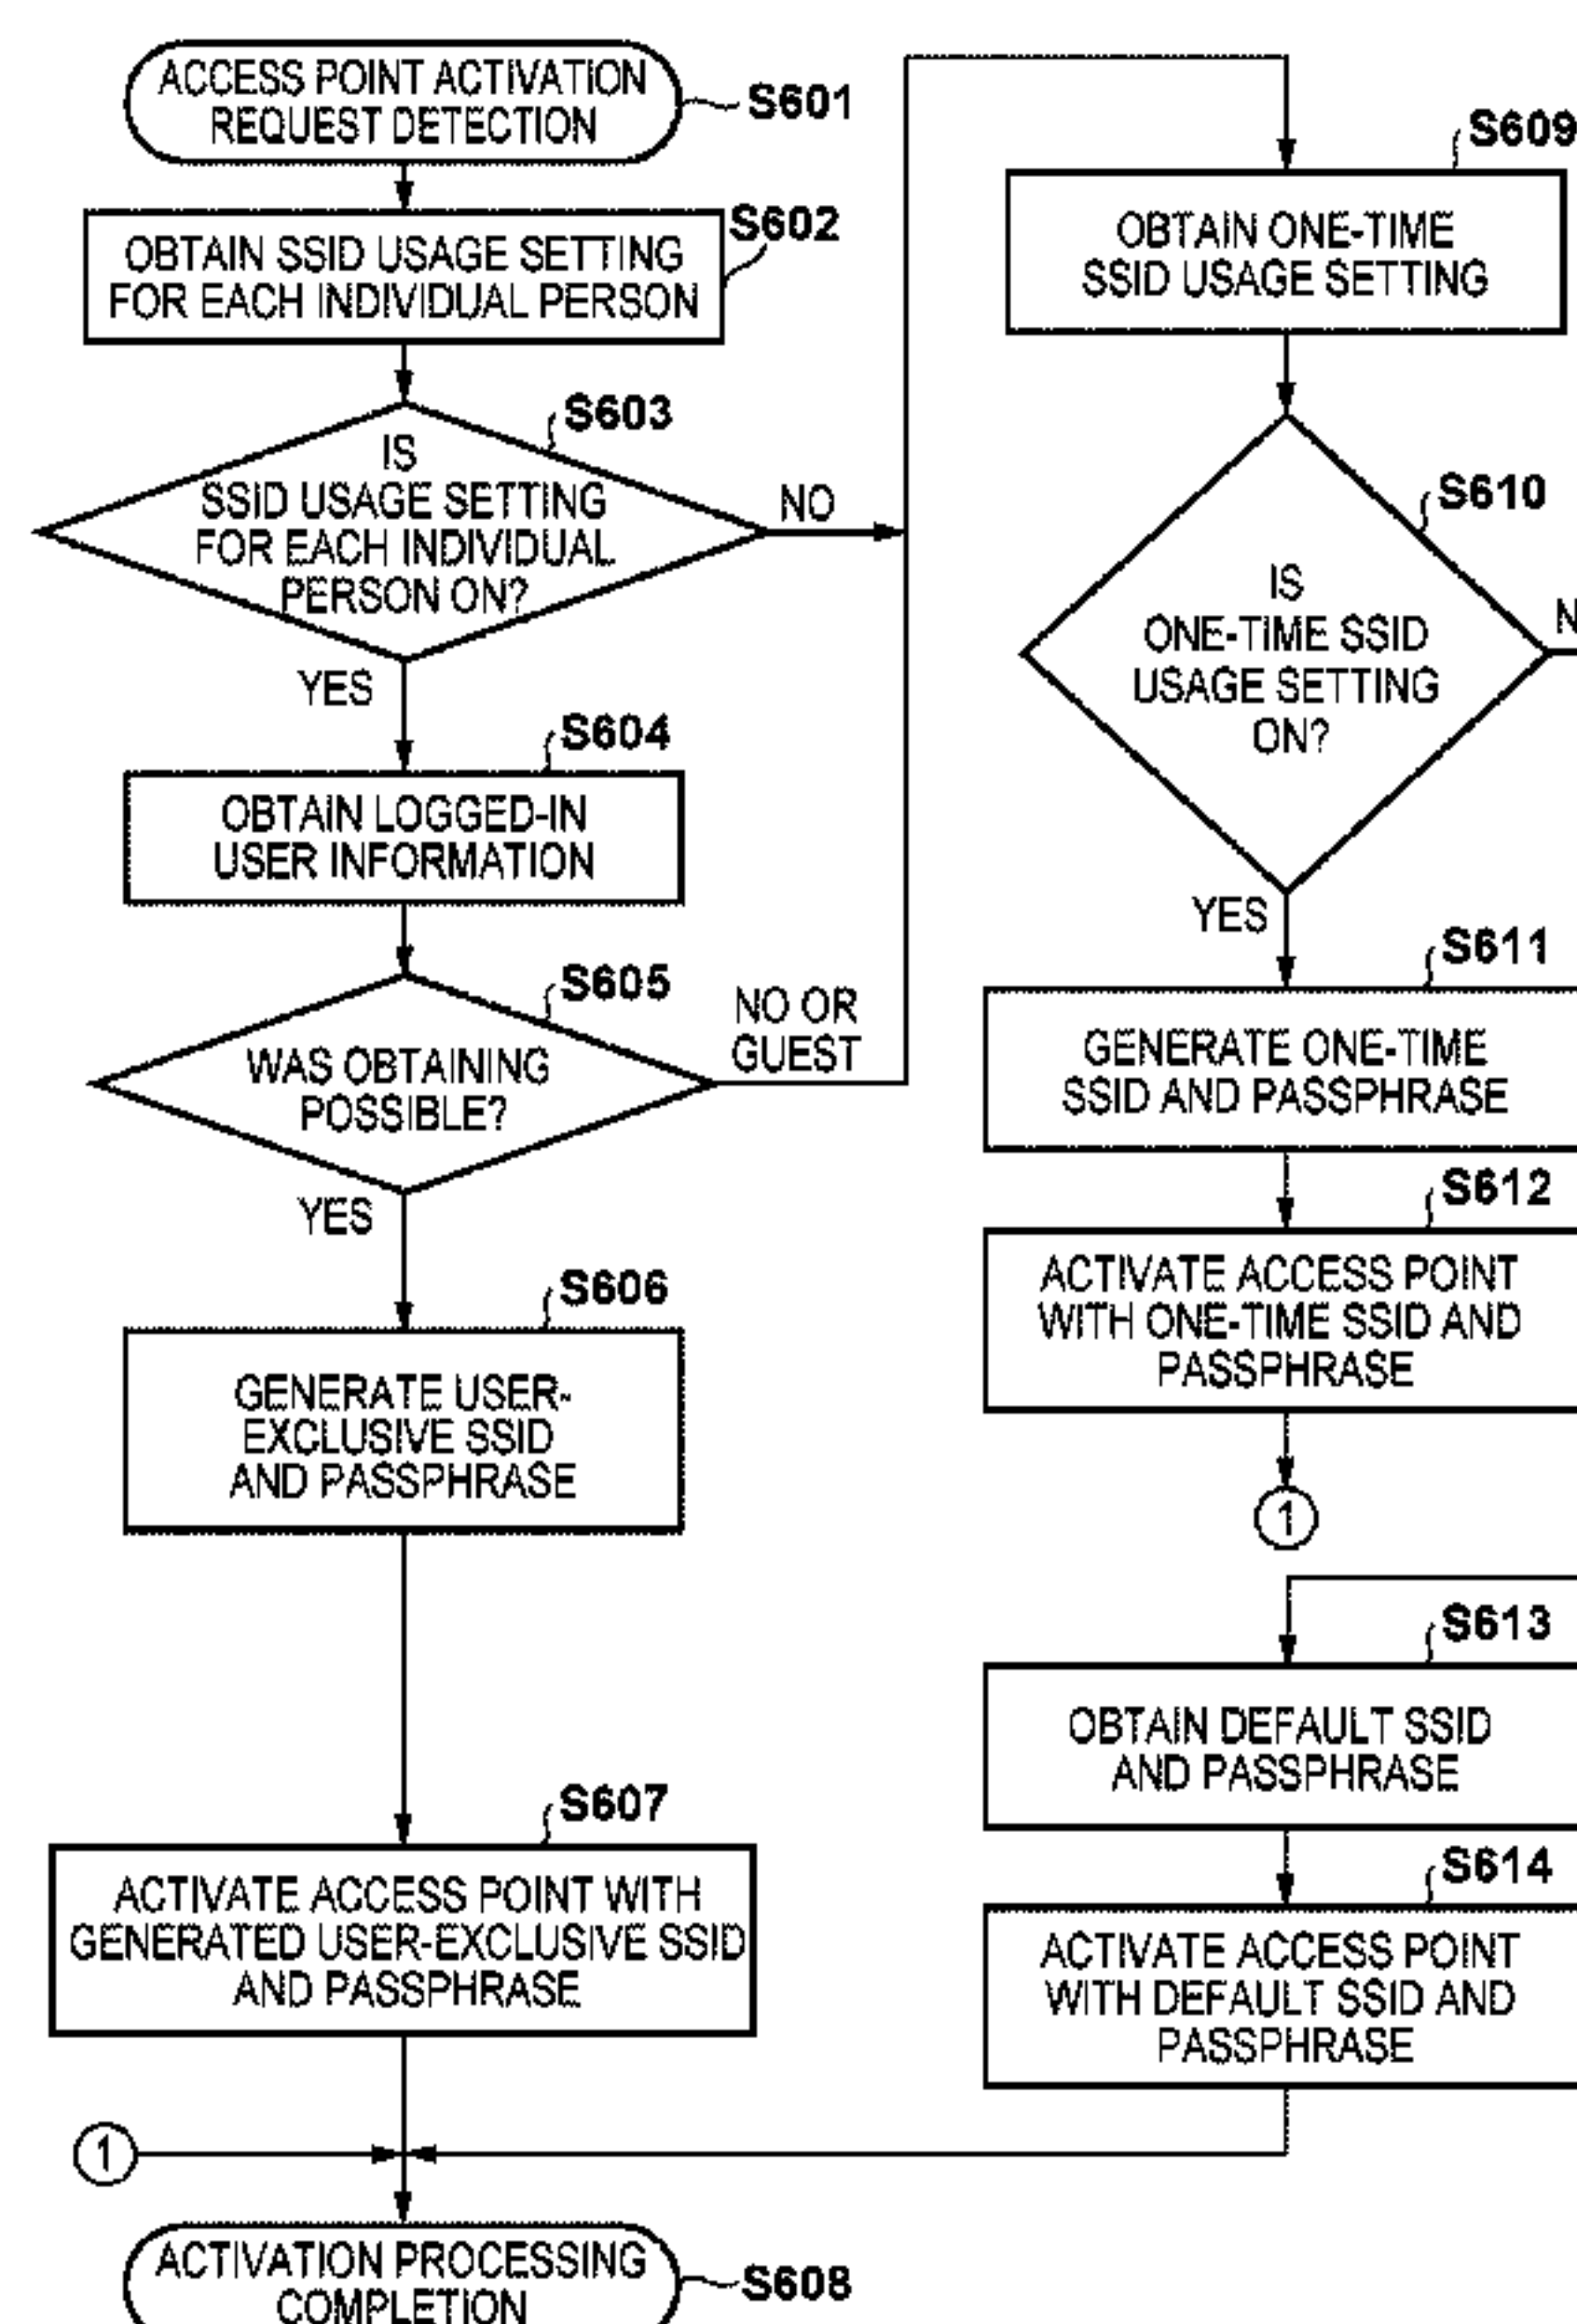 ACCESS POINT ACTIVATION
REQUEST DETECTION
S601
OBTAIN SSID USAGE SETTING
FOR EACH INDIVIDUAL PERSON
S602
S603
IS
SSID USAGE SETTING
FOR EACH INDIVIDUAL
PERSON ON?
NO
YES
S604
OBTAIN LOGGED-IN
USER INFORMATION
S605
WAS OBTAINING
POSSIBLE?
NO OR
GUEST
YES
S606
GENERATE USER-
EXCLUSIVE SSID
AND PASSPHRASE
S607
ACTIVATE ACCESS POINT WITH
GENERATED USER-EXCLUSIVE SSID
AND PASSPHRASE
1
ACTIVATION PROCESSING
COMPLETION
S608
S609
OBTAIN ONE-TIME
SSID USAGE SETTING
S610
IS
ONE-TIME SSID
USAGE SETTING
ON?
N
YES
S611
GENERATE ONE-TIME
SSID AND PASSPHRASE
S612
ACTIVATE ACCESS POINT
WITH ONE-TIME SSID AND
PASSPHRASE
1
S613
OBTAIN DEFAULT SSID
AND PASSPHRASE
S614
ACTIVATE ACCESS POINT
WITH DEFAULT SSID AND
PASSPHRASE